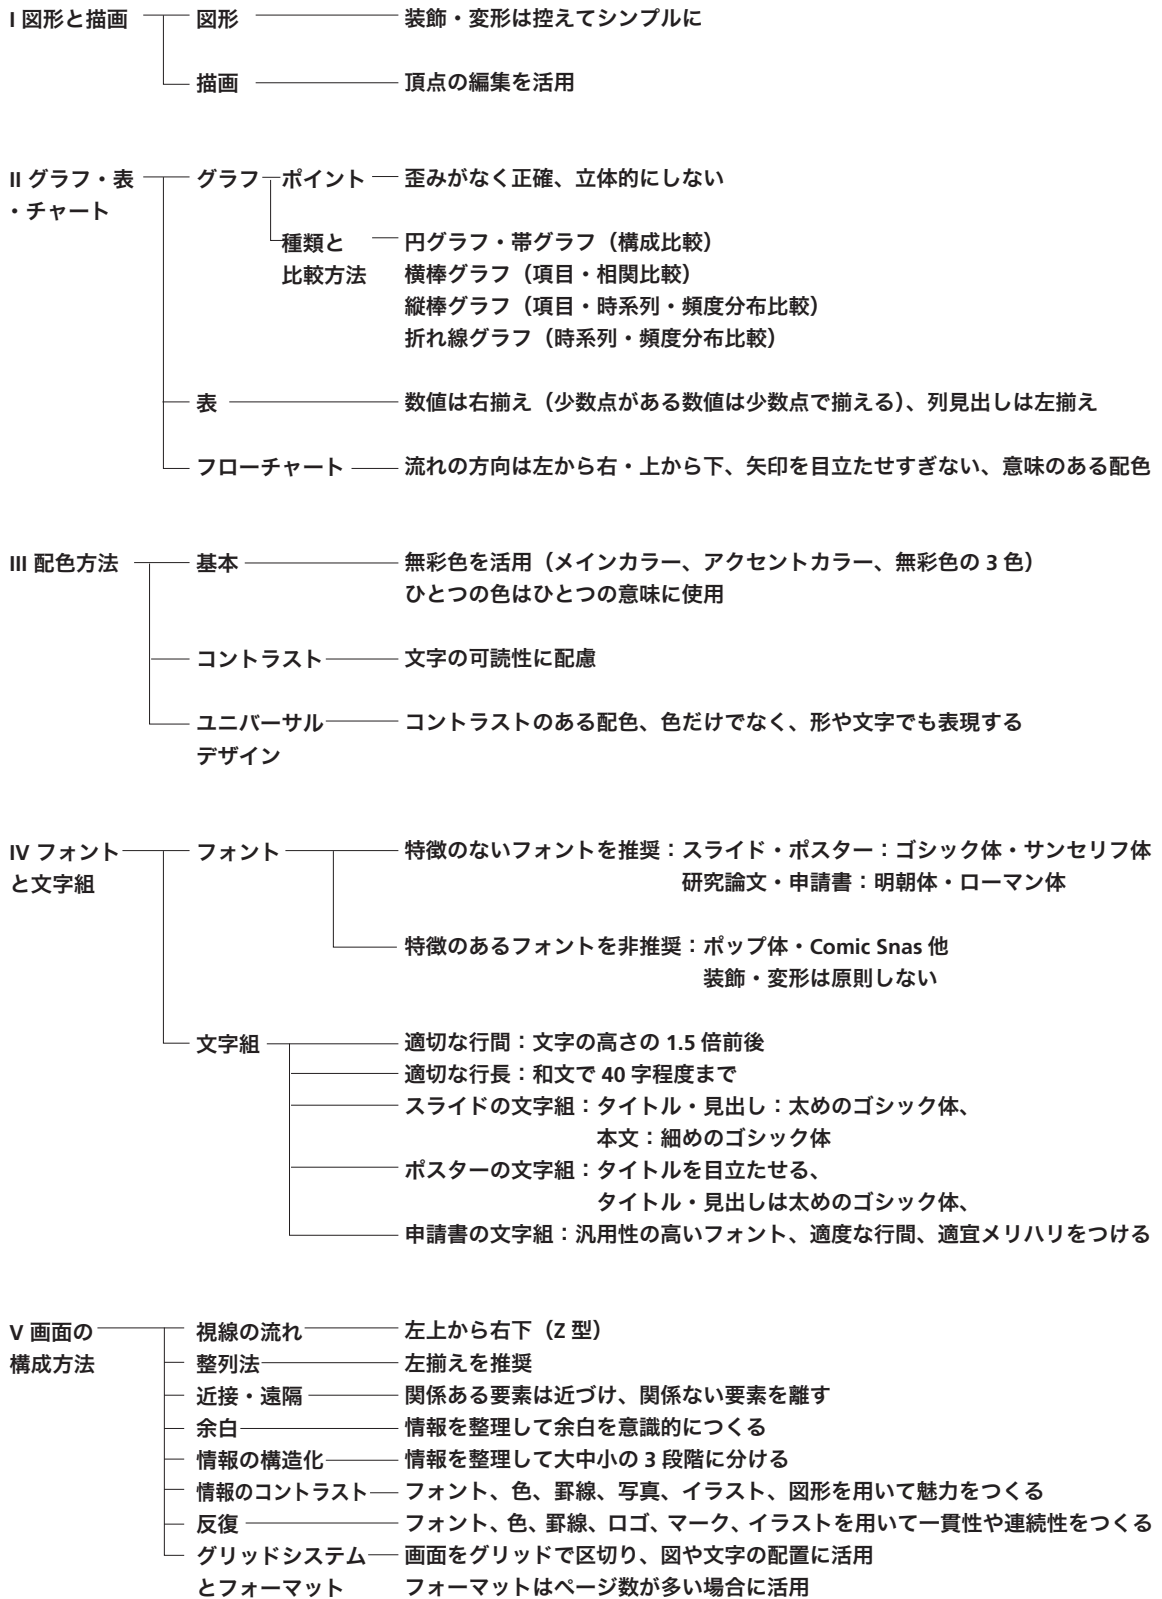 I 図形と描画 図形 装飾・変形は控えてシンプルに
描画 頂点の編集を活用
II グラフ・表 グラフ ポイント 歪みがなく正確、立体的にしない
・チャート
種類と 円グラフ・帯グラフ（構成比較）
比較方法 横棒グラフ（項目・相関比較）
縦棒グラフ（項目・時系列・頻度分布比較）
折れ線グラフ（時系列・頻度分布比較）
表 数値は右揃え（少数点がある数値は少数点で揃える）、列見出しは左揃え
フローチャート 流れの方向は左から右・上から下、矢印を目立たせすぎない、意味のある配色
III 配色方法 基本 無彩色を活用（メインカラー、アクセントカラー、無彩色の 3 色）
ひとつの色はひとつの意味に使用
コントラスト 文字の可読性に配慮
ユニバーサル コントラストのある配色、色だけでなく、形や文字でも表現する
デザイン
IV フォント フォント 特徴のないフォントを推奨：スライド・ポスター：ゴシック体・サンセリフ体
と文字組 研究論文・申請書：明朝体・ローマン体
特徴のあるフォントを非推奨：ポップ体・Comic Snas 他
装飾・変形は原則しない
文字組 適切な行間：文字の高さの 1.5 倍前後
適切な行長：和文で 40 字程度まで
スライドの文字組：タイトル・見出し：太めのゴシック体、
本文：細めのゴシック体
ポスターの文字組：タイトルを目立たせる、
タイトル・見出しは太めのゴシック体、
申請書の文字組：汎用性の高いフォント、適度な行間、適宜メリハリをつける
V 画面の 視線の流れ 左上から右下（Z 型）
構成方法 整列法 左揃えを推奨
近接・遠隔 関係ある要素は近づけ、関係ない要素を離す
余白 情報を整理して余白を意識的につくる
情報の構造化 情報を整理して大中小の 3 段階に分ける
情報のコントラスト フォント、色、罫線、写真、イラスト、図形を用いて魅力をつくる
反復 フォント、色、罫線、ロゴ、マーク、イラストを用いて一貫性や連続性をつくる
グリッドシステム 画面をグリッドで区切り、図や文字の配置に活用
とフォーマット フォーマットはページ数が多い場合に活用